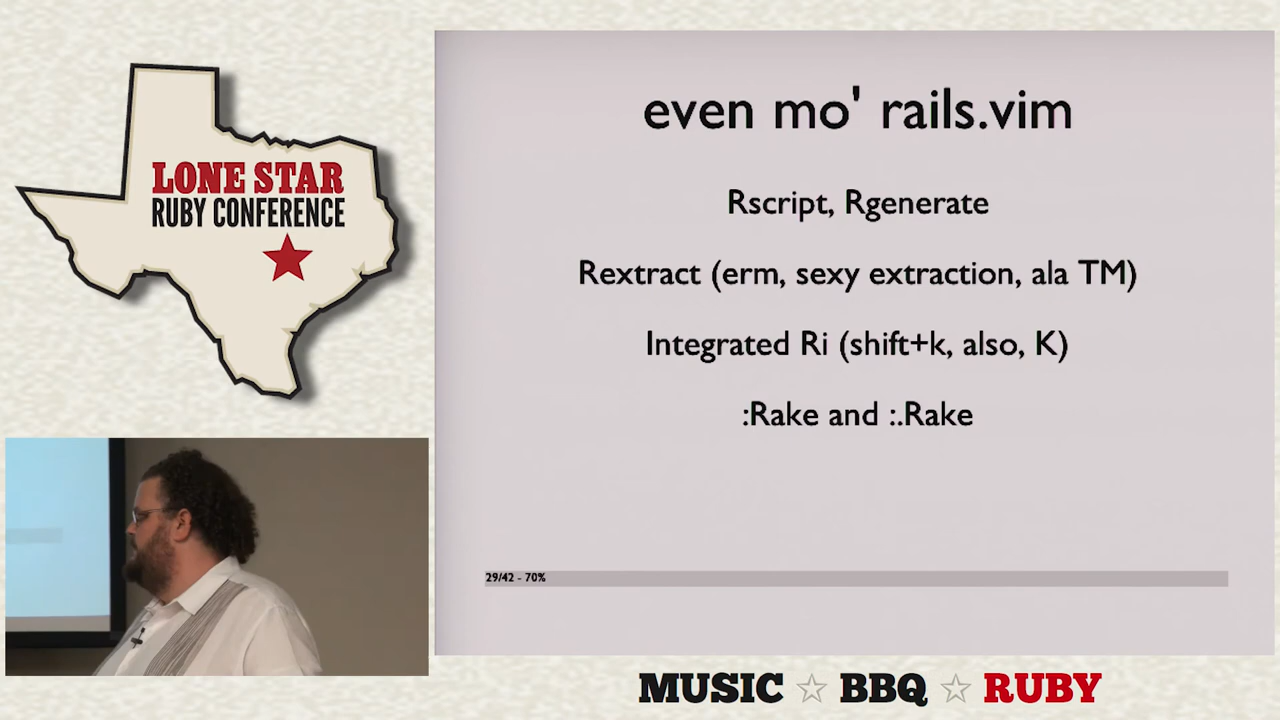 LONE STAR
RUBY CONFERENCE
even mo' rails.vim
Rscript, Rgenerate
Rextract (erm, sexy extraction, ala TM)
Integrated Ri (shift+k, also, K)
:Rake and :.Rake
29/42 - 70%
MUSIC ☆ BBQ ☆ RUBY